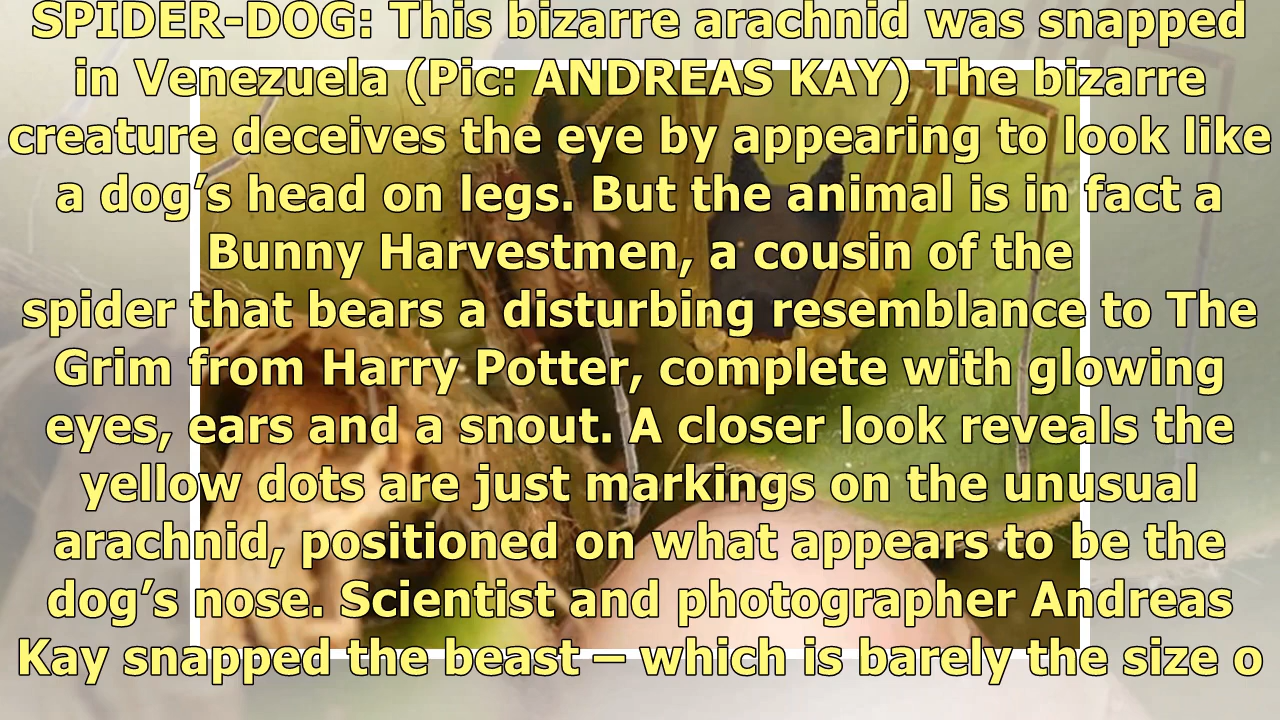 SPIDER-DOG: This bizarre arachnid was snapped
in Venezuela (Pic: ANDREAS KAY) The bizarre
creature deceives the eye by appearing to look like
a dog’s head on legs. But the animal is in fact a
Bunny Harvestmen, a cousin of the
spider that bears a disturbing resemblance to The
Grim from Harry Potter, complete with glowing
eyes, ears and a snout. A closer look reveals the
yellow dots are just markings on the unusual
arachnid, positioned on what appears to be the
dog’s nose. Scientist and photographer Andreas
Kay snapped the beast – which is barely the size o